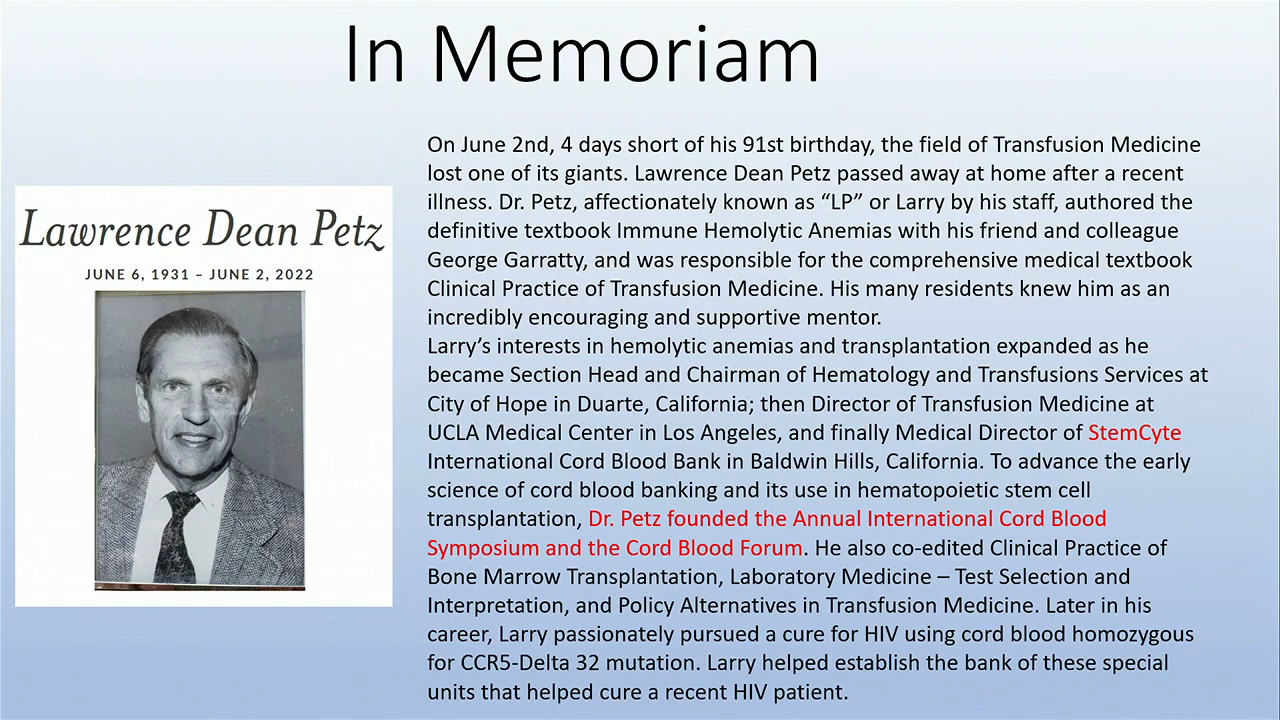 In Memoriam
Lawrence Dean Petz
JUNE 6, 1931 – JUNE 2, 2022
On June 2nd, 4 days short of his 91st birthday, the field of Transfusion Medicine
lost one of its giants. Lawrence Dean Petz passed away at home after a recent
illness. Dr. Petz, affectionately known as “LP” or Larry by his staff, authored the
definitive textbook Immune Hemolytic Anemias with his friend and colleague
George Garratty, and was responsible for the comprehensive medical textbook
Clinical Practice of Transfusion Medicine. His many residents knew him as an
incredibly encouraging and supportive mentor.
Larry’s interests in hemolytic anemias and transplantation expanded as he
became Section Head and Chairman of Hematology and Transfusions Services at
City of Hope in Duarte, California; then Director of Transfusion Medicine at
UCLA Medical Center in Los Angeles, and finally Medical Director of StemCyte
International Cord Blood Bank in Baldwin Hills, California. To advance the early
science of cord blood banking and its use in hematopoietic stem cell
transplantation, Dr. Petz founded the Annual International Cord Blood
Symposium and the Cord Blood Forum. He also co-edited Clinical Practice of
Bone Marrow Transplantation, Laboratory Medicine – Test Selection and
Interpretation, and Policy Alternatives in Transfusion Medicine. Later in his
career, Larry passionately pursued a cure for HIV using cord blood homozygous
for CCR5-Delta 32 mutation. Larry helped establish the bank of these special
units that helped cure a recent HIV patient.